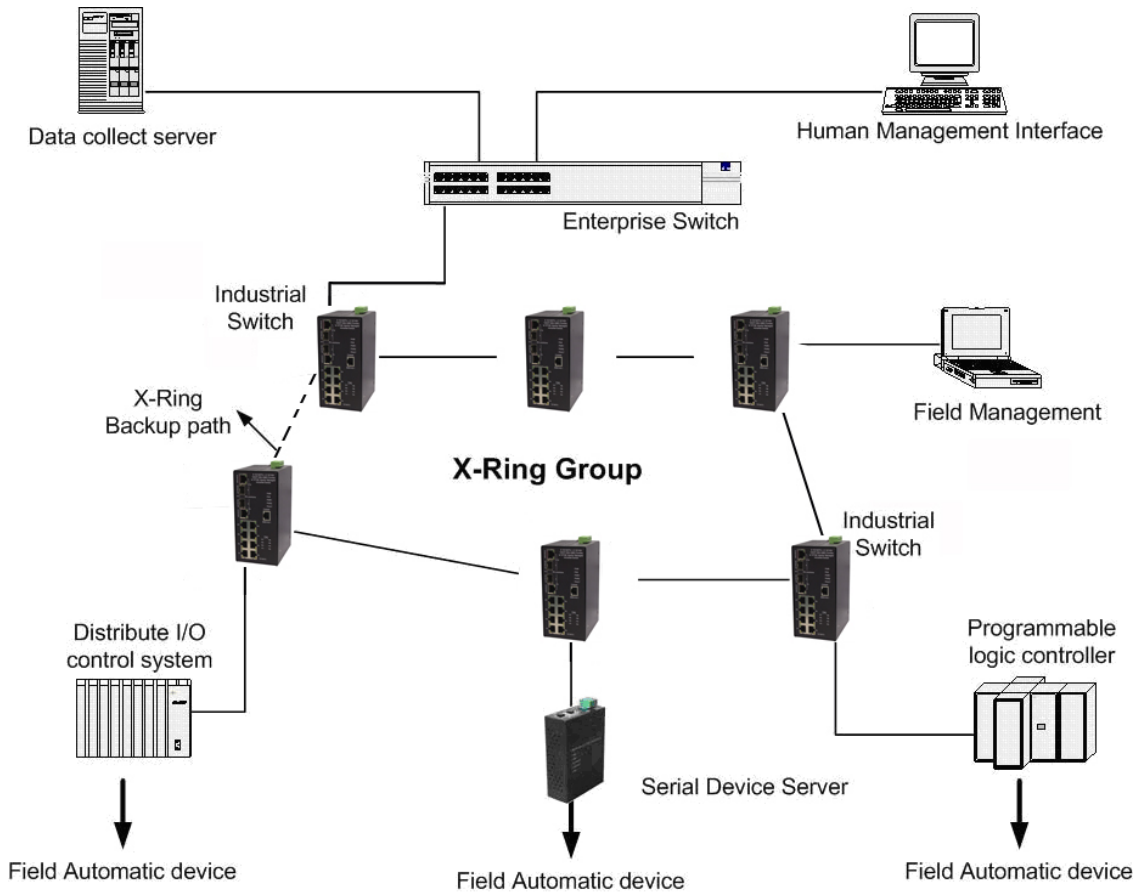 Data collect server
Human Management Interface
Enterprise Switch
Industrial
Switch
X-Ring
Backup path
Field Management
X-Ring Group
Industrial
Switch
Distribute I/O
control system
Programmable
logic controller
Serial Device Server
Field Automatic device
Field Automatic device
Field Automatic device